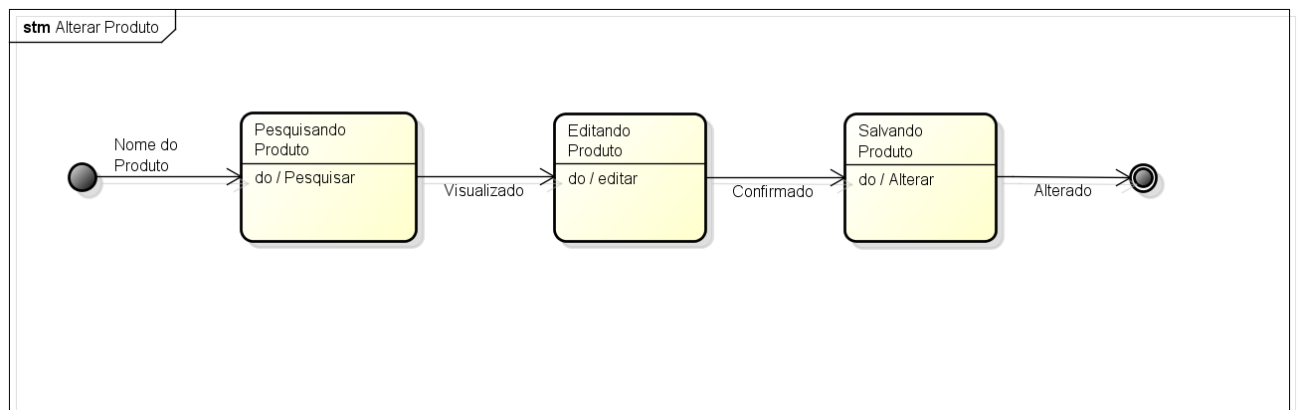 stm Alterar Produto
Nome do
Produto
Pesquisando
Produto
do / Pesquisar
Visualizado
Editando
Produto
do / editar
Confirmado
Salvando
Produto
do / Alterar
Alterado